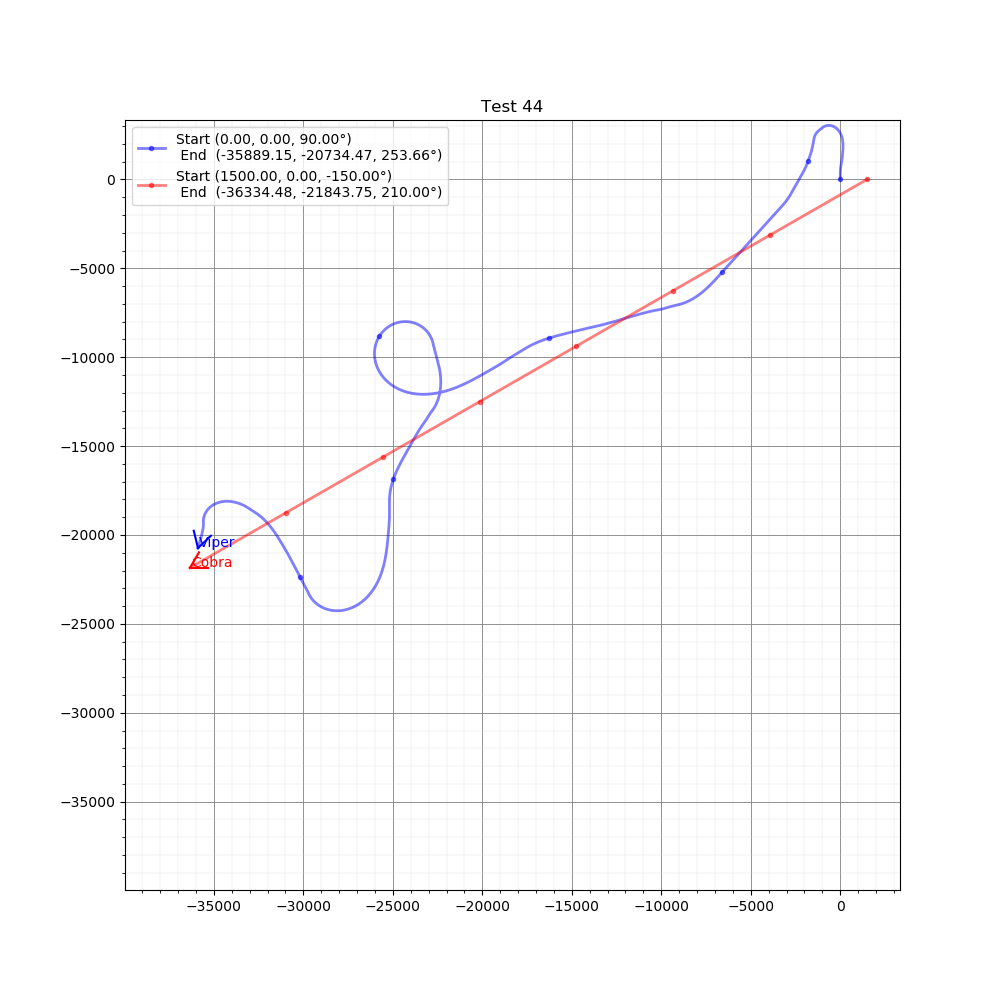 Test 44
Start (0.00, 0.00, 90.00°)
End  (-35889.15, -20734.47, 253.66°)
Start (1500.00, 0.00, -150.00°)
End  (-36334.48, -21843.75, 210.00°)
0
−5000
−10000
−15000
−20000
−25000
−30000
−35000
Viper
Cobra
−35000 −30000 −25000 −20000 −15000 −10000 −5000 0